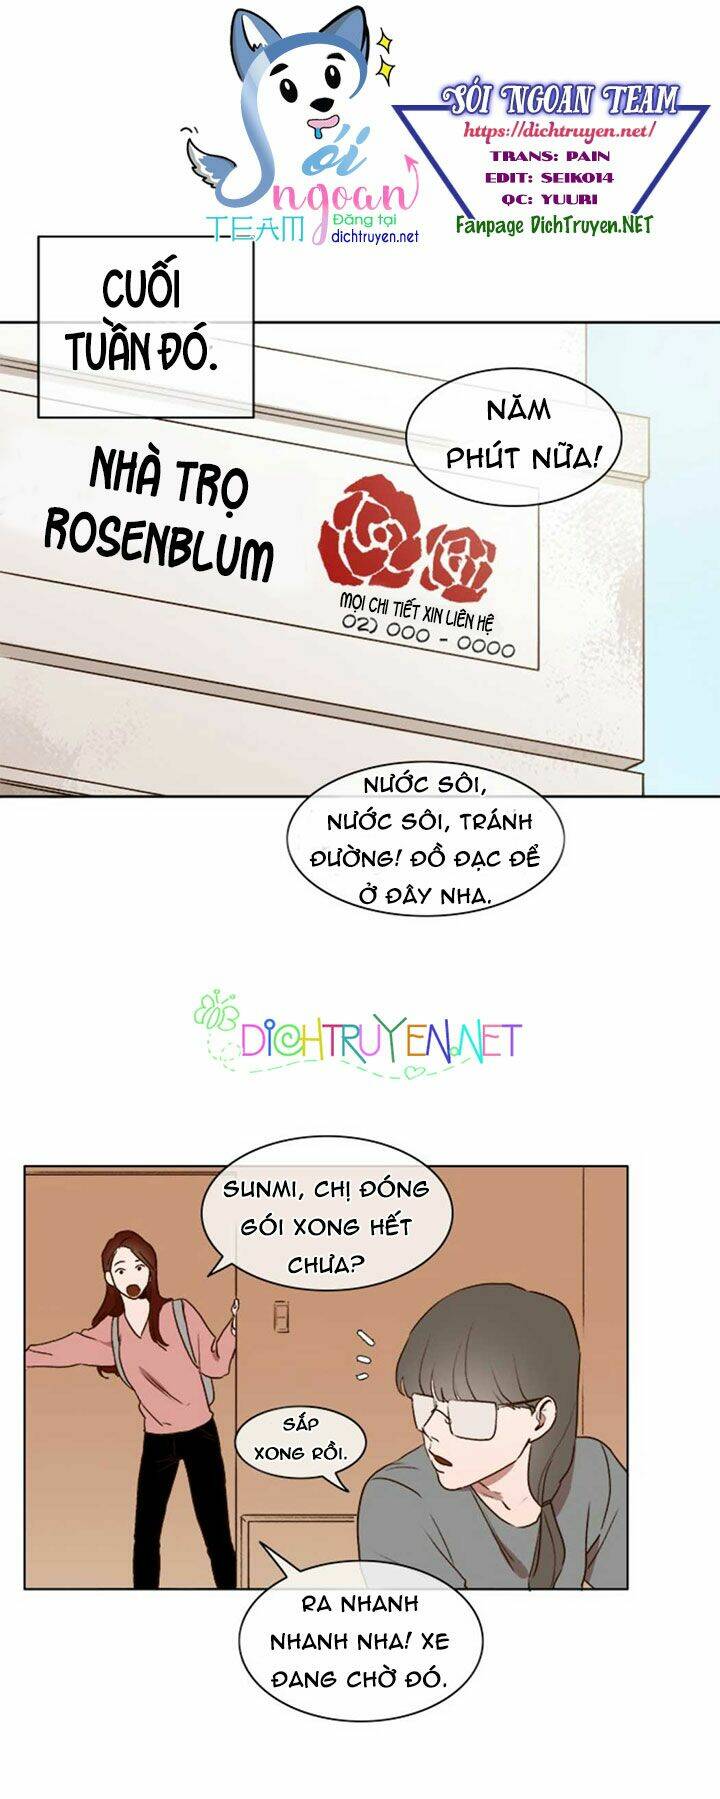 Sói
ngoan
TEAM
Đăng tại
dichtruyen.net
SÓI NGOAN TEAM
https://dichtruyen.net/
TRANS: PAIN
EDIT: SEIKO14
QC: YUURI
Fanpage DichTruyen.NET
CUỐI
TUẦN ĐÓ.
NĂM
PHÚT NỮA!
NHÀ TRỌ
ROSENBLUM
MỌI CHI TIẾT XIN LIÊN HỆ
02) 000 - 0000
NƯỚC SÔI,
NƯỚC SÔI, TRÁNH
ĐƯỜNG! ĐỒ ĐẠC ĐỂ
Ở ĐÂY NHA.
DICHTRUYEN.NET
SUNMI, CHỊ ĐÓNG
GÓI XONG HẾT
CHƯA?
SẮP
XONG RỒI.
RA NHANH
NHANH NHA! XE
ĐANG CHỜ ĐÓ.